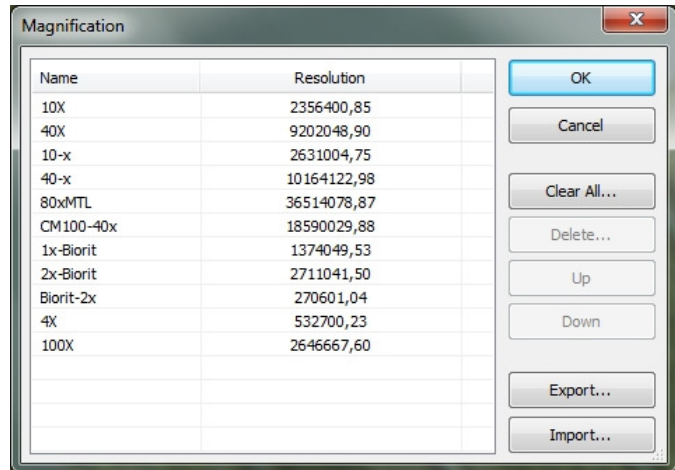 Magnification
Name Resolution
10X 2356400,85
40X 9202048,90
10-x 2631004,75
40-x 10164122,98
80xMTL 36514078,87
CM100-40x 18590029,88
1x-Biorit 1374049,53
2x-Biorit 2711041,50
Biorit-2x 270601,04
4X 532700,23
100X 2646667,60
OK
Cancel
Clear All...
Delete...
Up
Down
Export...
Import...